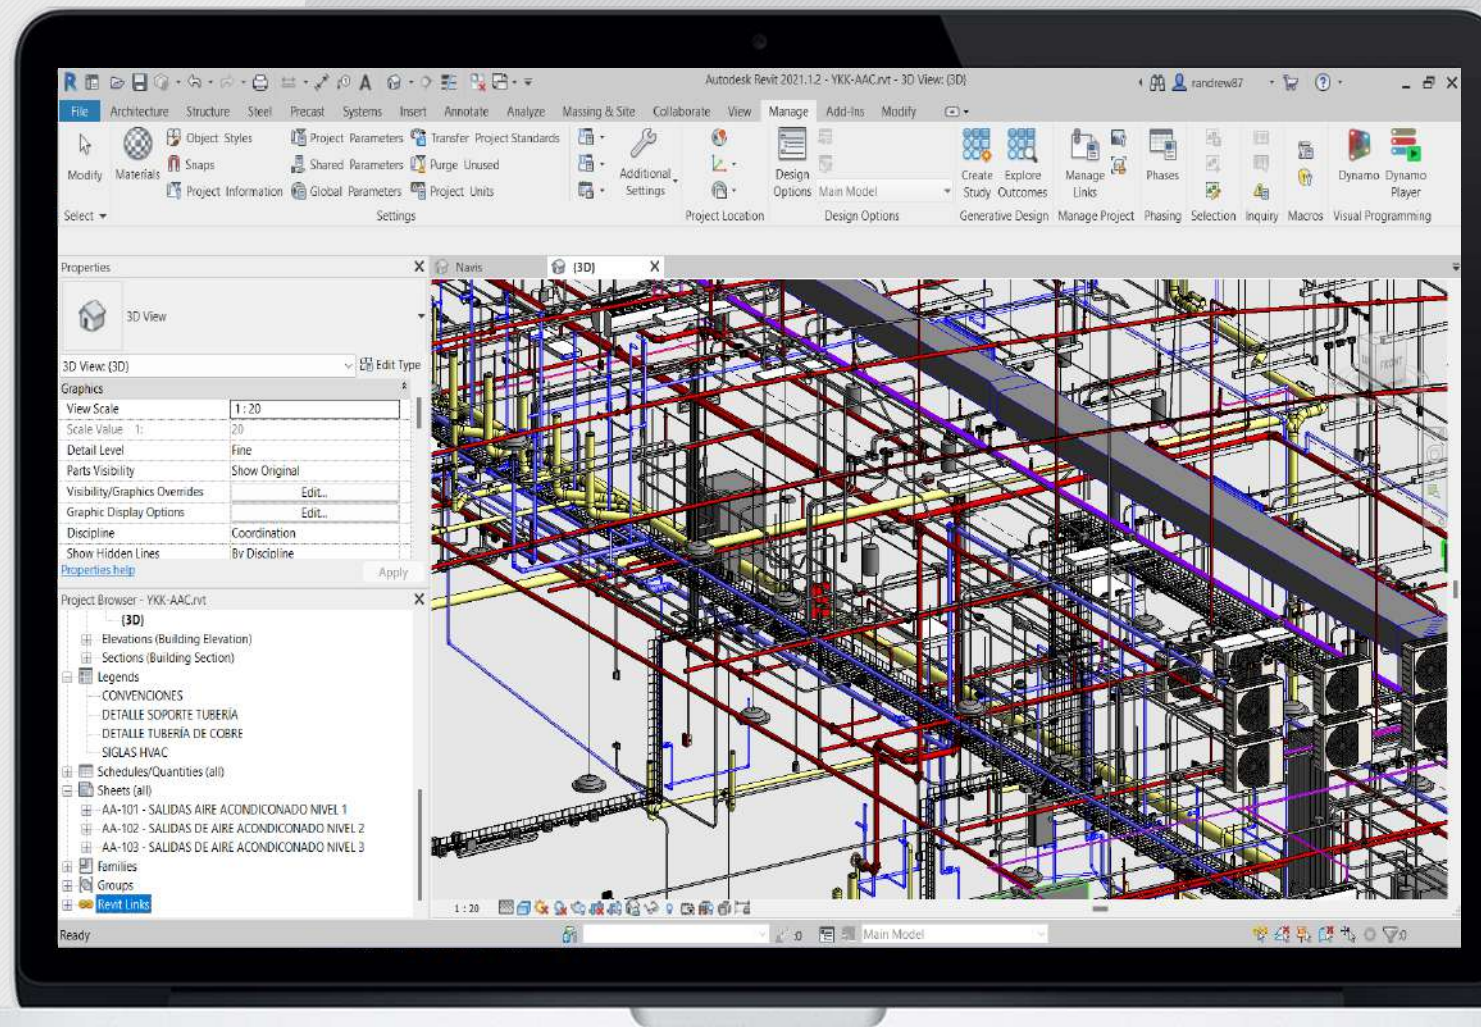 Autodesk Revit 2021.1.2 - YKK-AAC.rvt - 3D View: {3D}
randrew87
File Architecture Structure Steel Precast Systems Insert Annotate Analyze Massing & Site Collaborate View Manage Add-Ins Modify
Modify
Materials
Object Styles
Snaps
Project Information
Project Parameters
Shared Parameters
Global Parameters
Transfer Project Standards
Purge Unused
Project Units
Additional
Settings
Design
Options
Main Model
Create
Study
Explore
Outcomes
Manage
Links
Phases
Dynamo
Dynamo
Player
Select Settings Project Location Design Options Generative Design Manage Project Phasing Selection Inquiry Macros Visual Programming
Properties
Navis
{3D}
3D View
3D View: {3D}
Edit Type
Graphics
View Scale 1 : 20
Scale Value 1: 20
Detail Level Fine
Parts Visibility Show Original
Visibility/Graphics Overrides Edit...
Graphic Display Options Edit...
Discipline Coordination
Show Hidden Lines By Discipline
Properties help
Apply
FRONT
Project Browser - YKK-AAC.rvt
{3D}
Elevations (Building Elevation)
Sections (Building Section)
Legends
CONVENCIONES
DETALLE SOPORTE TUBERÍA
DETALLE TUBERÍA DE COBRE
SIGLAS HVAC
Schedules/Quantities (all)
Sheets (all)
AA-101 - SALIDAS AIRE ACONDICONADO NIVEL 1
AA-102 - SALIDAS DE AIRE ACONDICONADO NIVEL 2
AA-103 - SALIDAS DE AIRE ACONDICONADO NIVEL 3
Families
Groups
Revit Links
1 : 20
Ready
:0
Main Model
:0